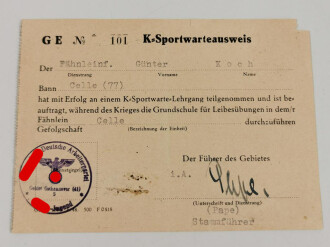 GE № 101 K=Sportwarteausweis
Der Fähnleinf. Günter Koch
Dienstrang Vorname Name
Bann Celle (77)
hat mit Erfolg an einem K=Sportwarte=Lehrgang teilgenommen und ist be=
auftragt, während des Krieges die Grundschule für Leibesübungen in dem/r
Fähnlein Celle durchzuführen
Gefolgschaft (Bezeichnung der Einheit)
Der Führer des Gebietes
i.A. Pape.
(Unterschrift und Dienstrang)
(Pape)
Stammführer